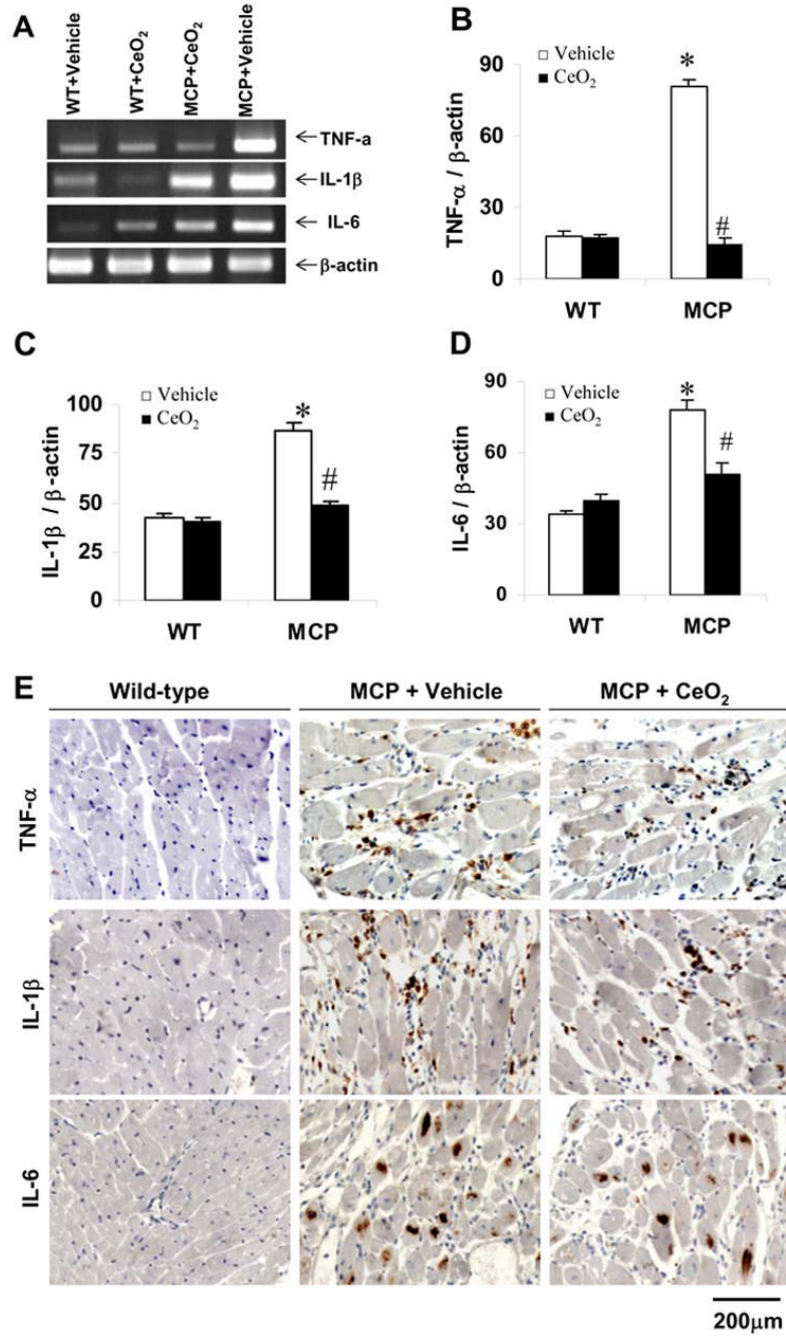 A
WT+Vehicle
WT+CeO₂
MCP+CeO₂
MCP+Vehicle
←TNF-a
←IL-1β
← IL-6
←β-actin
B
Vehicle
CeO₂
TNF-α / β-actin
90
60
30
0
*
#
WT
MCP
C
Vehicle
CeO₂
IL-1β / β-actin
100
75
50
25
0
*
#
WT
MCP
D
Vehicle
CeO₂
IL-6 / β-actin
90
60
30
0
*
#
WT
MCP
E
Wild-type
MCP + Vehicle
MCP + CeO₂
TNF-α
IL-1β
IL-6
200μm